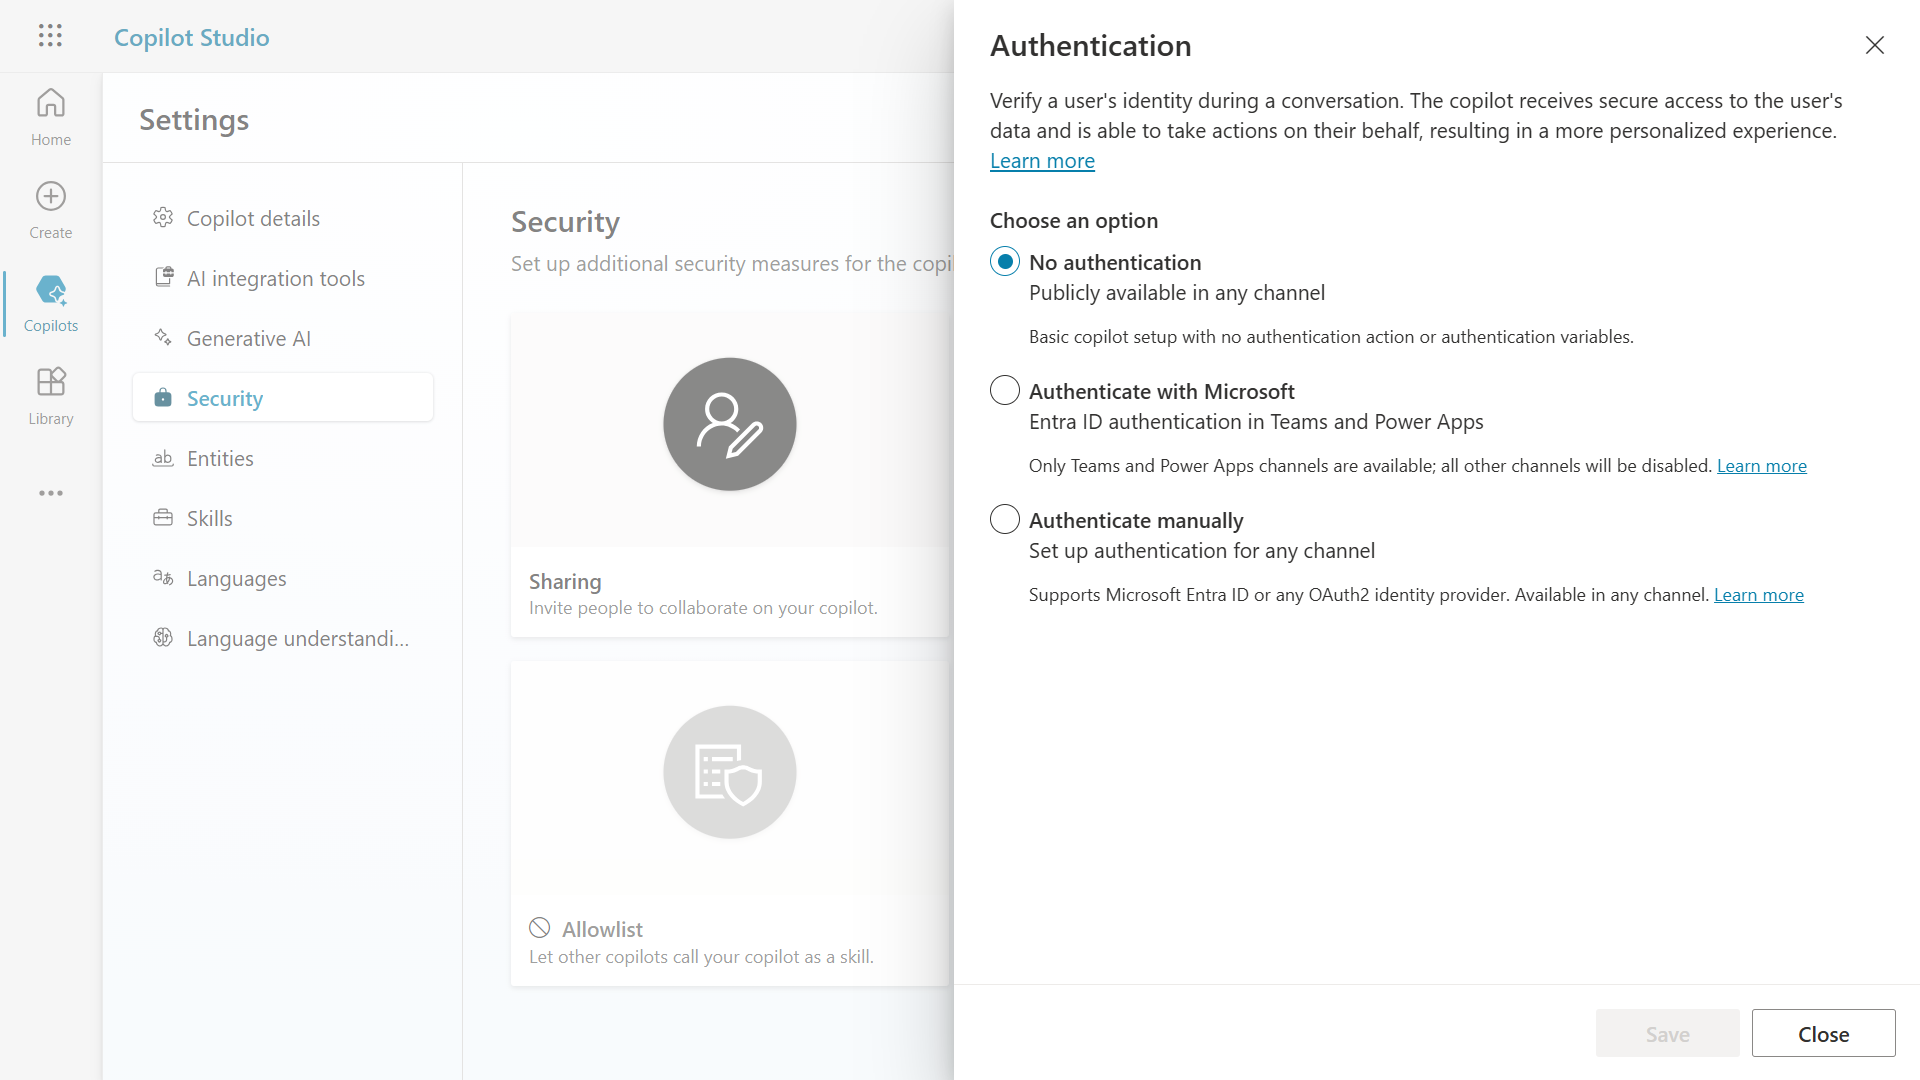 Copilot Studio
Home
Create
Copilots
Library
Settings
Copilot details
AI integration tools
Generative AI
Security
Entities
Skills
Languages
Language understandi...
Security
Set up additional security measures for the copi
Sharing
Invite people to collaborate on your copilot.
Allowlist
Let other copilots call your copilot as a skill.
Authentication
Verify a user's identity during a conversation. The copilot receives secure access to the user's
data and is able to take actions on their behalf, resulting in a more personalized experience.
Learn more
Choose an option
No authentication
Publicly available in any channel
Basic copilot setup with no authentication action or authentication variables.
Authenticate with Microsoft
Entra ID authentication in Teams and Power Apps
Only Teams and Power Apps channels are available; all other channels will be disabled. Learn more
Authenticate manually
Set up authentication for any channel
Supports Microsoft Entra ID or any OAuth2 identity provider. Available in any channel. Learn more
Save
Close